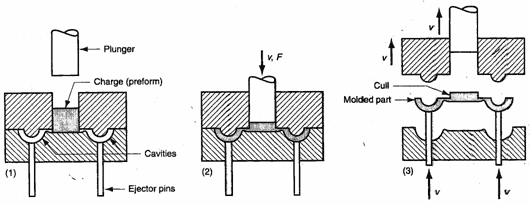 Plunger
Charge (preform)
Cavities
Ejector pins
(1)
v, F
(2)
v
v
Cull
Molded part
(3)
v
v